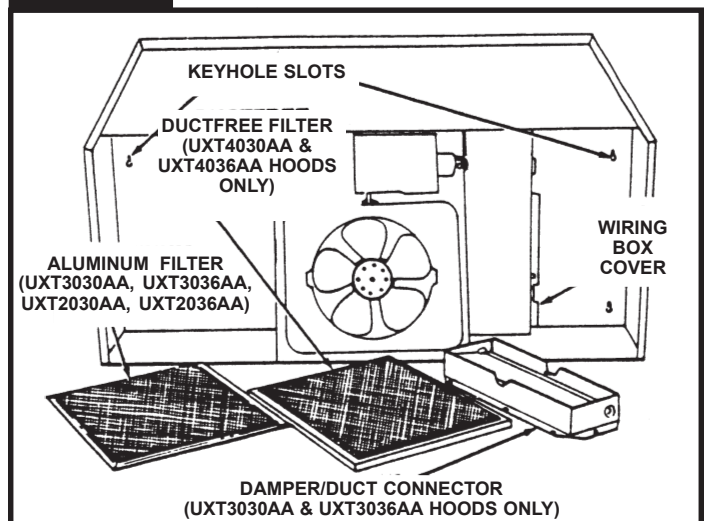 KEYHOLE SLOTS
DUCTFREE FILTER
(UXT4030AA &
UXT4036AA HOODS
ONLY)
WIRING
BOX
COVER
ALUMINUM FILTER
(UXT3030AA, UXT3036AA,
UXT2030AA, UXT2036AA)
DAMPER/DUCT CONNECTOR
(UXT3030AA & UXT3036AA HOODS ONLY)